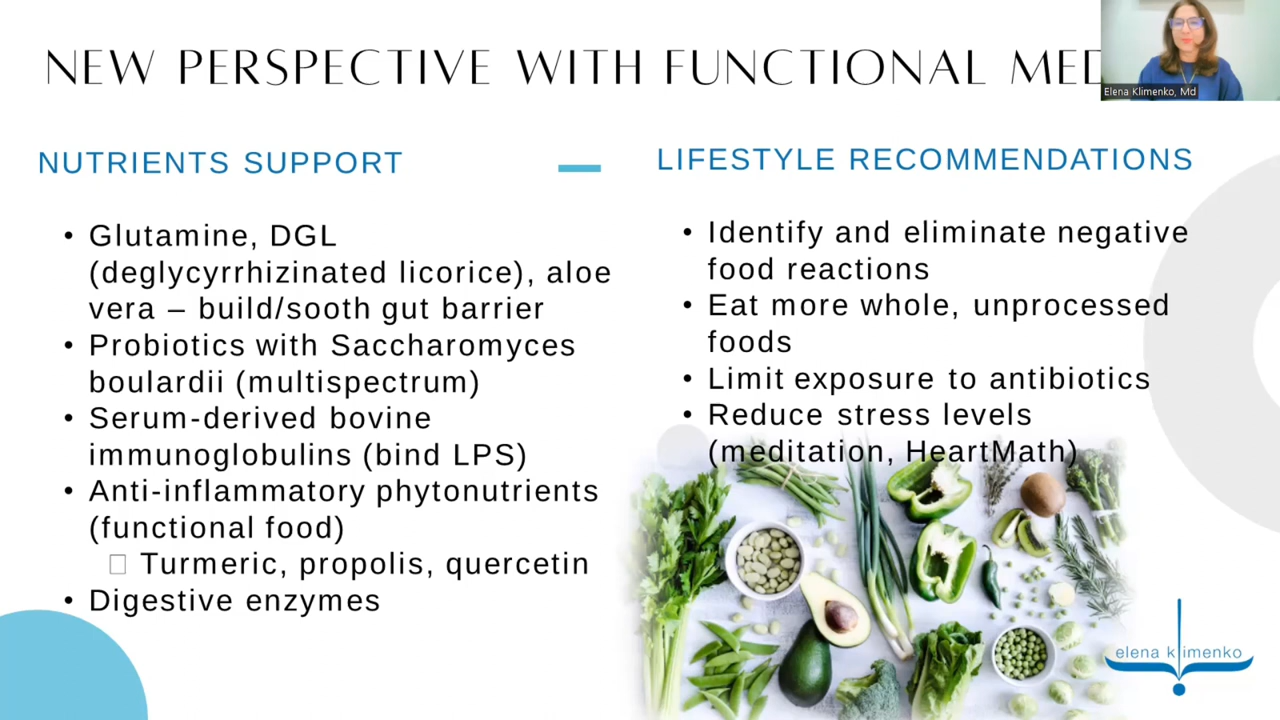 NEW PERSPECTIVE WITH FUNCTIONAL MED
Elena Klimenko, Md
NUTRIENTS SUPPORT
• Glutamine, DGL
(deglycyrrhizinated licorice), aloe
vera – build/sooth gut barrier
• Probiotics with Saccharomyces
boulardii (multispectrum)
• Serum-derived bovine
immunoglobulins (bind LPS)
• Anti-inflammatory phytonutrients
(functional food)
Turmeric, propolis, quercetin
• Digestive enzymes
LIFESTYLE RECOMMENDATIONS
• Identify and eliminate negative
food reactions
• Eat more whole, unprocessed
foods
• Limit exposure to antibiotics
• Reduce stress levels
(meditation, HeartMath)
elena klimenko